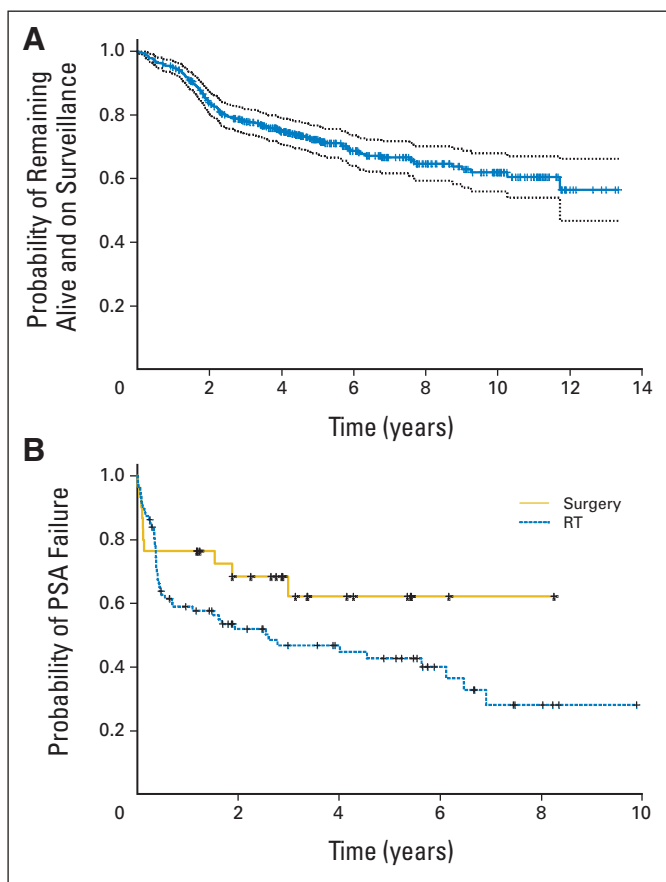 A
Probability of Remaining
Alive and on Surveillance
1.0
0.8
0.6
0.4
0.2
0 2 4 6 8 10 12 14
Time (years)
B
Probability of PSA Failure
1.0
0.8
0.6
0.4
0.2
Surgery
RT
0 2 4 6 8 10
Time (years)